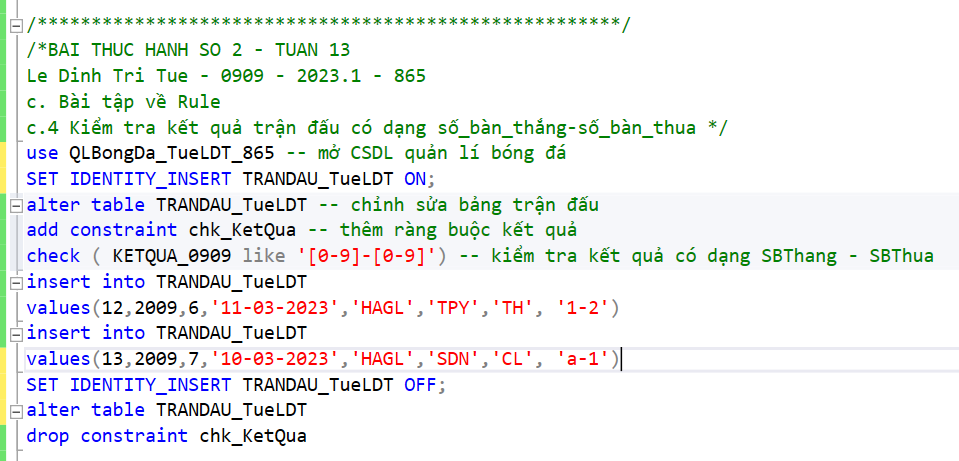 /******************************************************/
/*BAI THUC HANH SO 2 - TUAN 13
Le Dinh Tri Tue - 0909 - 2023.1 - 865
c. Bài tập về Rule
c.4 Kiểm tra kết quả trận đấu có dạng số_bàn_thắng-số_bàn_thua */
use QLBongDa_TueLDT_865 -- mở CSDL quản lí bóng đá
SET IDENTITY_INSERT TRANDAU_TueLDT ON;
alter table TRANDAU_TueLDT -- chỉnh sửa bảng trận đấu
add constraint chk_KetQua -- thêm ràng buộc kết quả
check ( KETQUA_0909 like '[0-9]-[0-9]') -- kiểm tra kết quả có dạng SBThang - SBThua
insert into TRANDAU_TueLDT
values(12,2009,6,'11-03-2023','HAGL','TPY','TH', '1-2')
insert into TRANDAU_TueLDT
values(13,2009,7,'10-03-2023','HAGL','SDN','CL', 'a-1')
SET IDENTITY_INSERT TRANDAU_TueLDT OFF;
alter table TRANDAU_TueLDT
drop constraint chk_KetQua